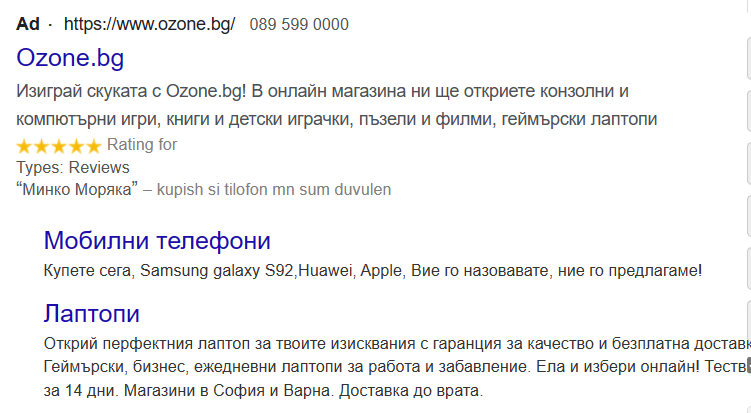 Ad · https://www.ozone.bg/ 089 599 0000
Ozone.bg
Изиграй скуката с Ozone.bg! В онлайн магазина ни ще откриете конзолни и
компютърни игри, книги и детски играчки, пъзели и филми, геймърски лаптопи
Rating for
Types: Reviews
“Минко Моряка” – kupish si tilofon mn sum duvulen
Мобилни телефони
Купете сега, Samsung galaxy S92,Huawei, Apple, Вие го назовавате, ние го предлагаме!
Лаптопи
Открий перфектния лаптоп за твоите изисквания с гаранция за качество и безплатна доставк
Геймърски, бизнес, ежедневни лаптопи за работа и забавление. Ела и избери онлайн! Тества
за 14 дни. Магазини в София и Варна. Доставка до врата.